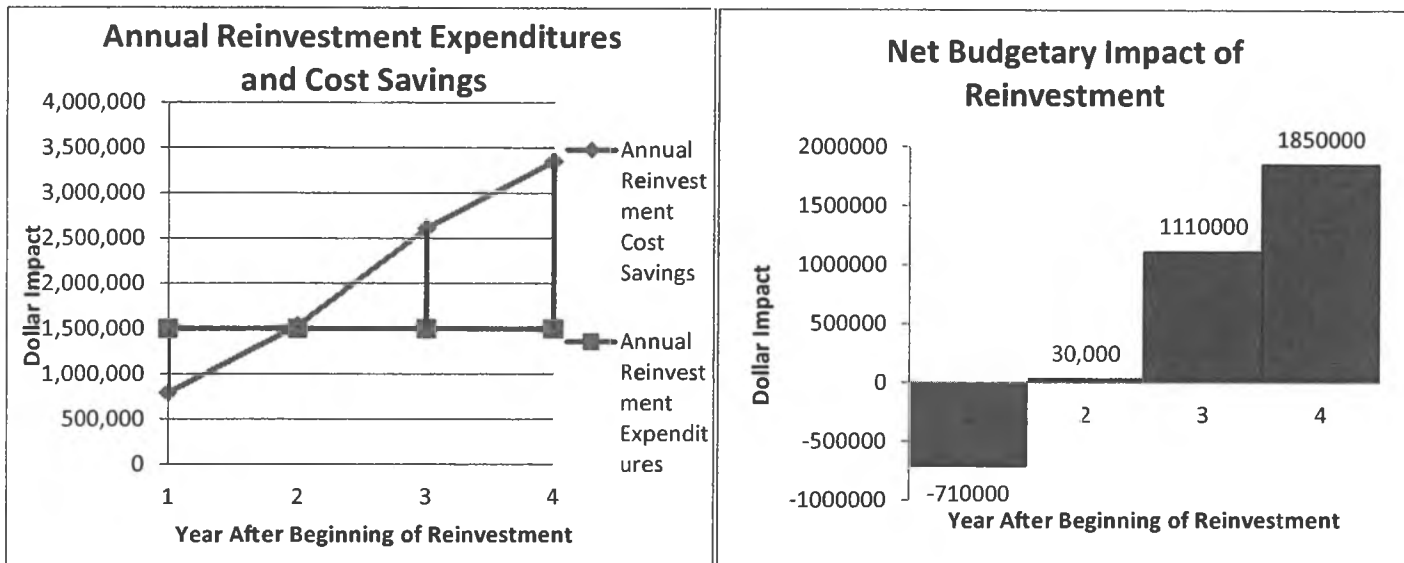 Annual Reinvestment Expenditures
and Cost Savings
4,000,000
3,500,000
3,000,000
2,500,000
2,000,000
1,500,000
1,000,000
500,000
0
Dollar Impact
1 2 3 4
Year After Beginning of Reinvestment
Annual
Reinvest
ment
Cost
Savings
Annual
Reinvest
ment
Expendit
ures
Net Budgetary Impact of
Reinvestment
2000000
1500000
1000000
500000
0
-500000
-1000000
Dollar Impact
-710000
30,000
1110000
1850000
2 3 4
Year After Beginning of Reinvestment